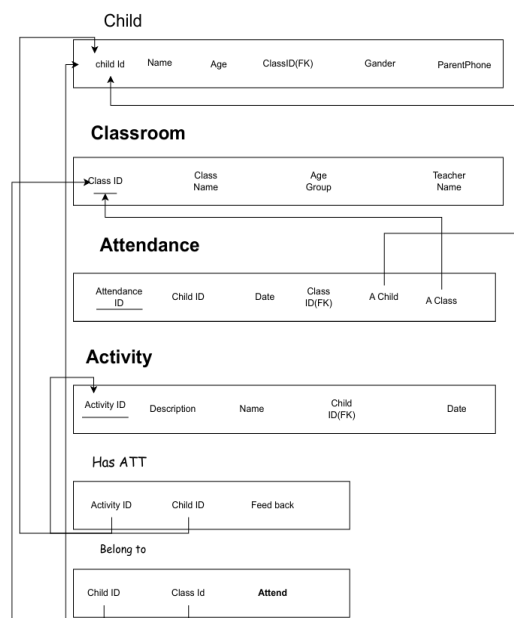 Child
child Id Name Age ClassID(FK) Gander ParentPhone
Classroom
Class ID Class Name Age Group Teacher Name
Attendance
Attendance ID Child ID Date Class ID(FK) A Child A Class
Activity
Activity ID Description Name Child ID(FK) Date
Has ATT
Activity ID Child ID Feed back
Belong to
Child ID Class Id Attend